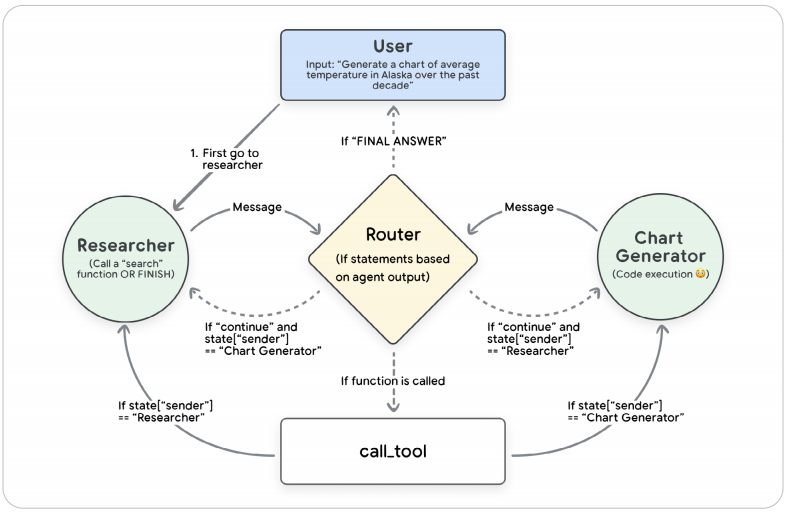 User
Input: “Generate a chart of average
temperature in Alaska over the past
decade”
If “FINAL ANSWER”
1. First go to
researcher
Message
Message
Researcher
(Call a “search”
function OR FINISH)
Router
(If statements based
on agent output)
Chart
Generator
(Code execution 🤔)
If “continue” and
state[“sender”]
== “Chart Generator”
If “continue” and
state[“sender”]
== “Researcher”
If function is called
If state[“sender”]
== “Researcher”
If state[“sender”]
== “Chart Generator”
call_tool